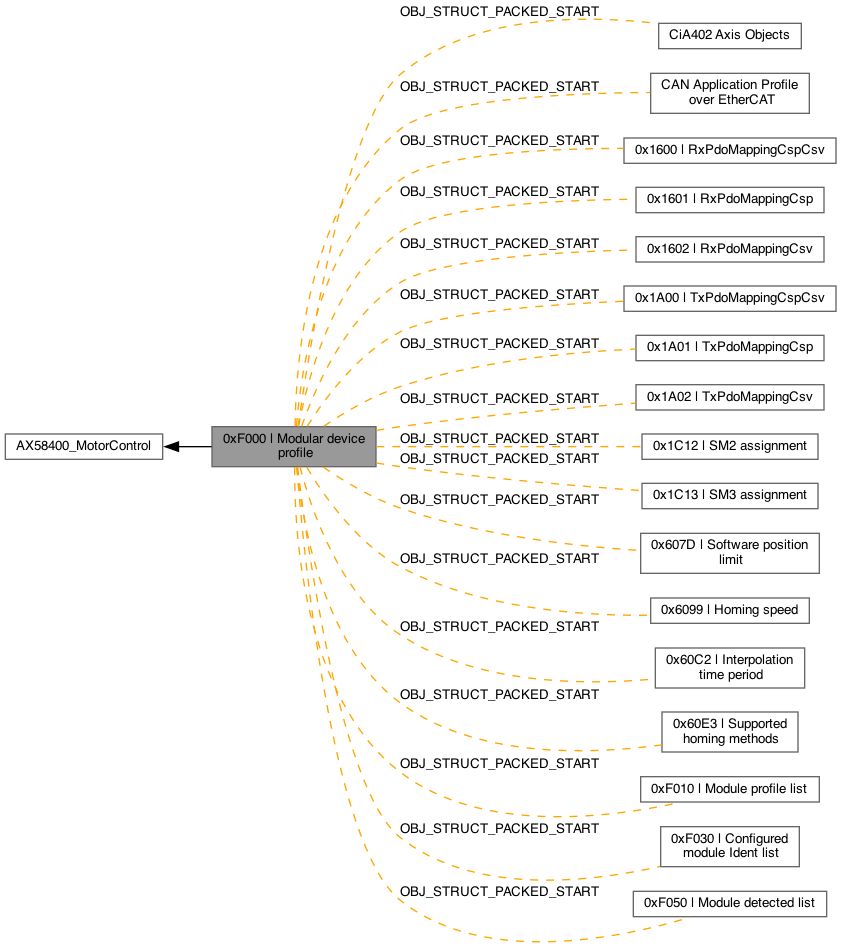 OBJ_STRUCT_PACKED_START
CiA402 Axis Objects
OBJ_STRUCT_PACKED_START
CAN Application Profile
over EtherCAT
OBJ_STRUCT_PACKED_START
0x1600 | RxPdoMappingCspCsv
OBJ_STRUCT_PACKED_START
0x1601 | RxPdoMappingCsp
OBJ_STRUCT_PACKED_START
0x1602 | RxPdoMappingCsv
OBJ_STRUCT_PACKED_START
0x1A00 | TxPdoMappingCspCsv
OBJ_STRUCT_PACKED_START
0x1A01 | TxPdoMappingCsp
OBJ_STRUCT_PACKED_START
0x1A02 | TxPdoMappingCsv
AX58400_MotorControl
0xF000 | Modular device
profile
OBJ_STRUCT_PACKED_START
0x1C12 | SM2 assignment
OBJ_STRUCT_PACKED_START
0x1C13 | SM3 assignment
OBJ_STRUCT_PACKED_START
0x607D | Software position
limit
OBJ_STRUCT_PACKED_START
0x6099 | Homing speed
OBJ_STRUCT_PACKED_START
0x60C2 | Interpolation
time period
OBJ_STRUCT_PACKED_START
0x60E3 | Supported
homing methods
OBJ_STRUCT_PACKED_START
0xF010 | Module profile list
OBJ_STRUCT_PACKED_START
0xF030 | Configured
module Ident list
OBJ_STRUCT_PACKED_START
0xF050 | Module detected list